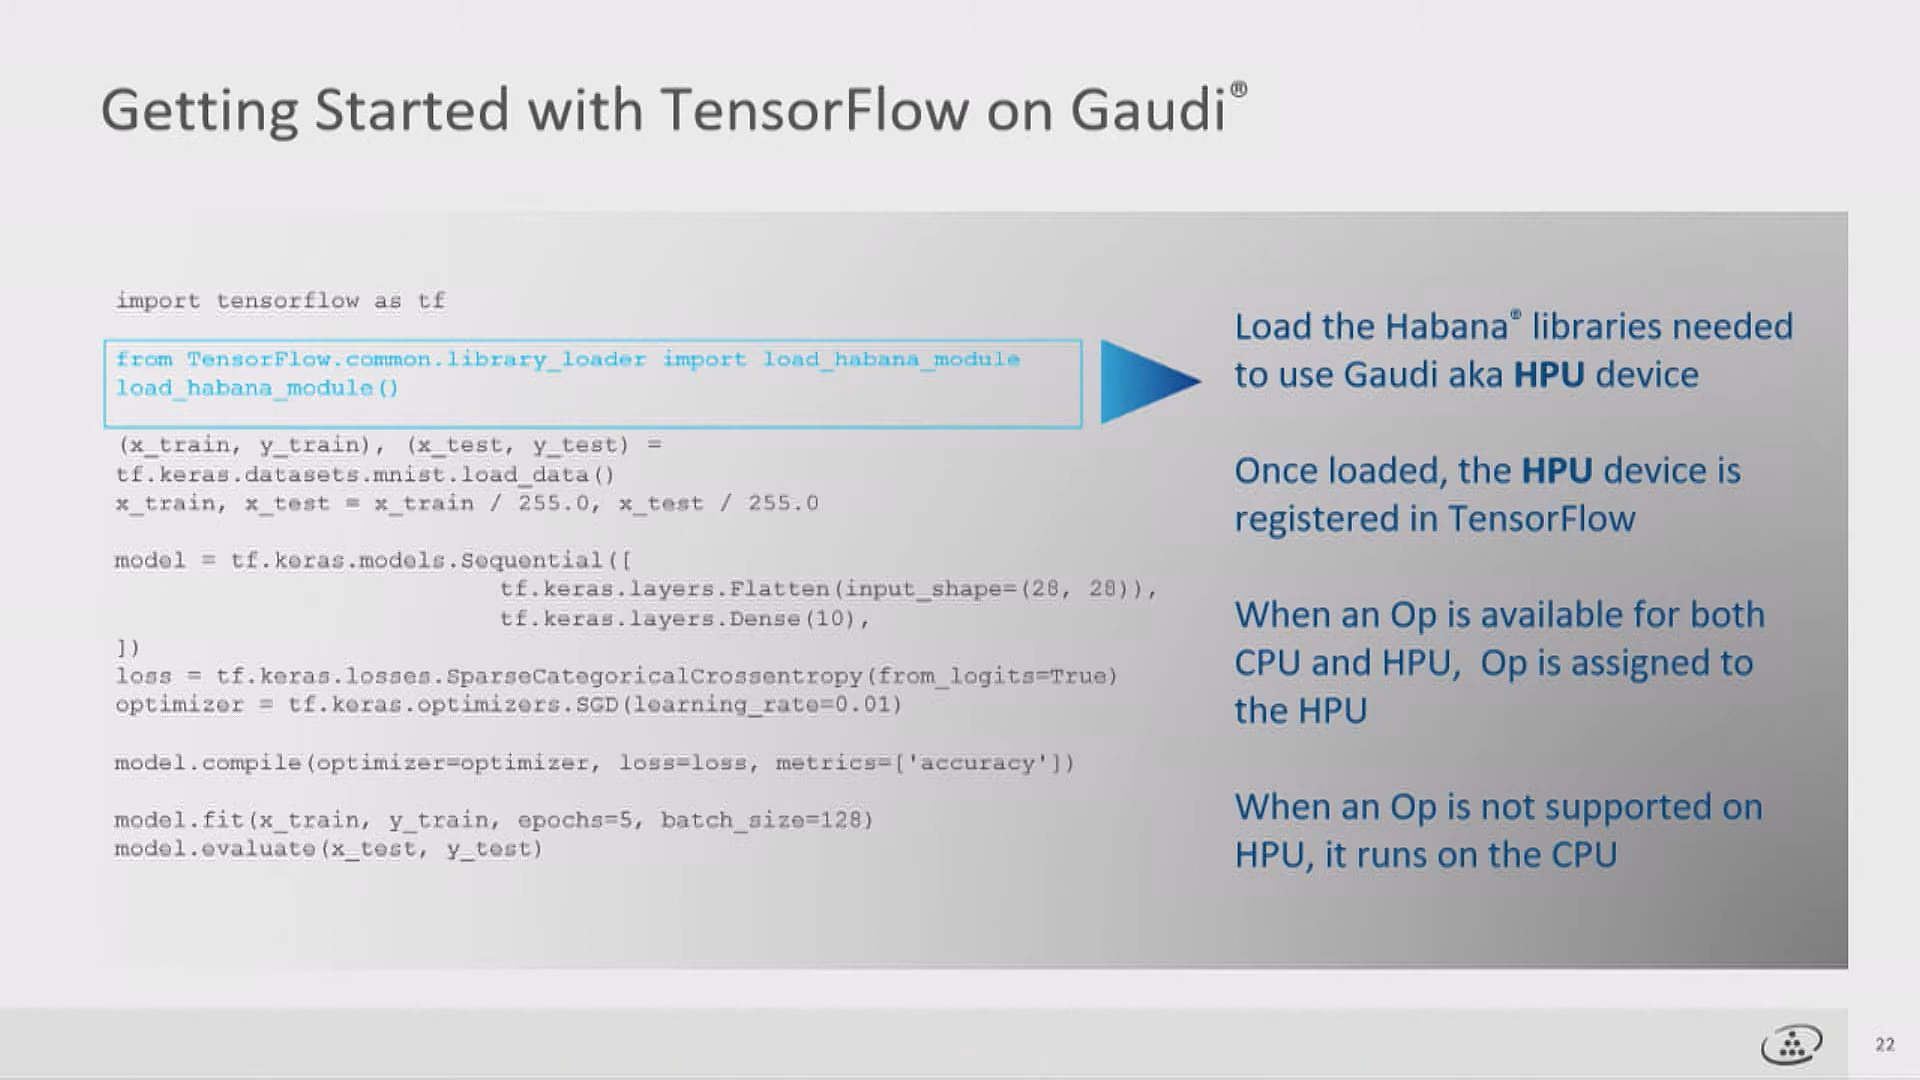 Getting Started with TensorFlow on Gaudi®
import tensorflow as tf
from TensorFlow.common.library_loader import load_habana_module
load_habana_module()
(x_train, y_train), (x_test, y_test) =
tf.keras.datasets.mnist.load_data()
x_train, x_test = x_train / 255.0, x_test / 255.0
model = tf.keras.models.Sequential([
tf.keras.layers.Flatten(input_shape=(28, 28)),
tf.keras.layers.Dense(10),
])
loss = tf.keras.losses.SparseCategoricalCrossentropy(from_logits=True)
optimizer = tf.keras.optimizers.SGD(learning_rate=0.01)
model.compile(optimizer=optimizer, loss=loss, metrics=['accuracy'])
model.fit(x_train, y_train, epochs=5, batch_size=128)
model.evaluate(x_test, y_test)
Load the Habana® libraries needed
to use Gaudi aka HPU device
Once loaded, the HPU device is
registered in TensorFlow
When an Op is available for both
CPU and HPU, Op is assigned to
the HPU
When an Op is not supported on
HPU, it runs on the CPU
22